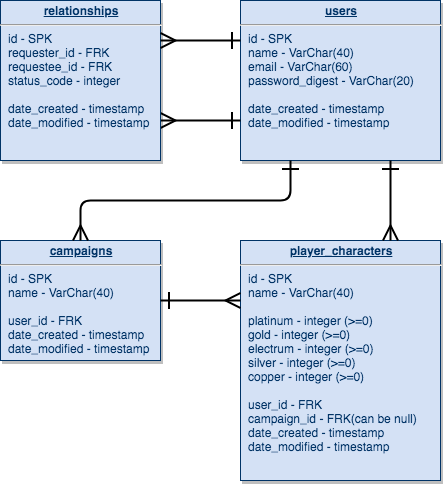 relationships
id - SPK
requester_id - FRK
requestee_id - FRK
status_code - integer
date_created - timestamp
date_modified - timestamp
users
id - SPK
name - VarChar(40)
email - VarChar(60)
password_digest - VarChar(20)
date_created - timestamp
date_modified - timestamp
campaigns
id - SPK
name - VarChar(40)
user_id - FRK
date_created - timestamp
date_modified - timestamp
player_characters
id - SPK
name - VarChar(40)
platinum - integer (>=0)
gold - integer (>=0)
electrum - integer (>=0)
silver - integer (>=0)
copper - integer (>=0)
user_id - FRK
campaign_id - FRK(can be null)
date_created - timestamp
date_modified - timestamp